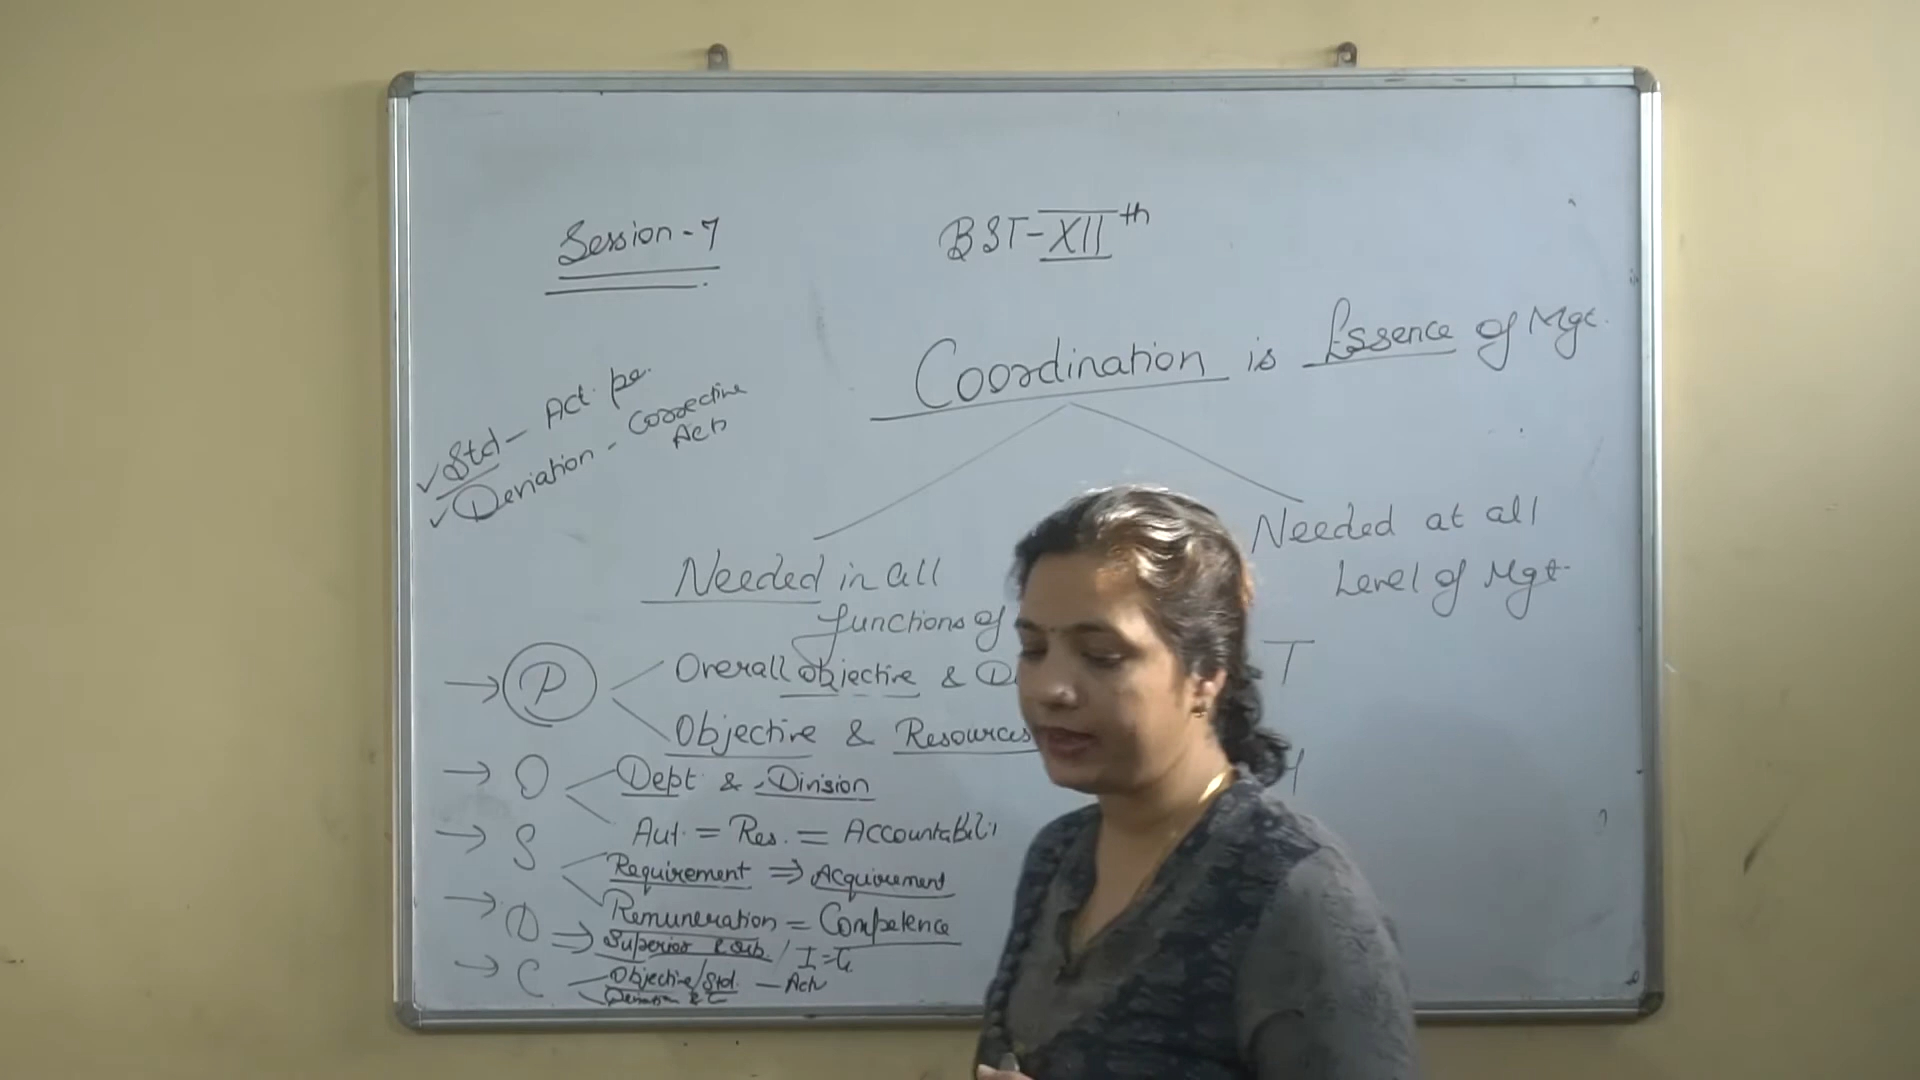 Session - 7
BST - XII th
Coordination is Essence of Mgt.
Std - Act. pe.
Deviation - Corrective
Act
Needed in all
functions of
Needed at all
Level of Mgt.
→ P
Overall objective & D
Objective & Resources
T
→ O
Dept. & Division
Aut. = Res. = Accountabili
→ S
Requirement ⇒ Acquirement
Remuneration = Competence
→ D ⇒ Superior & Sub. / I =
→ C
Objective/Std. — Act